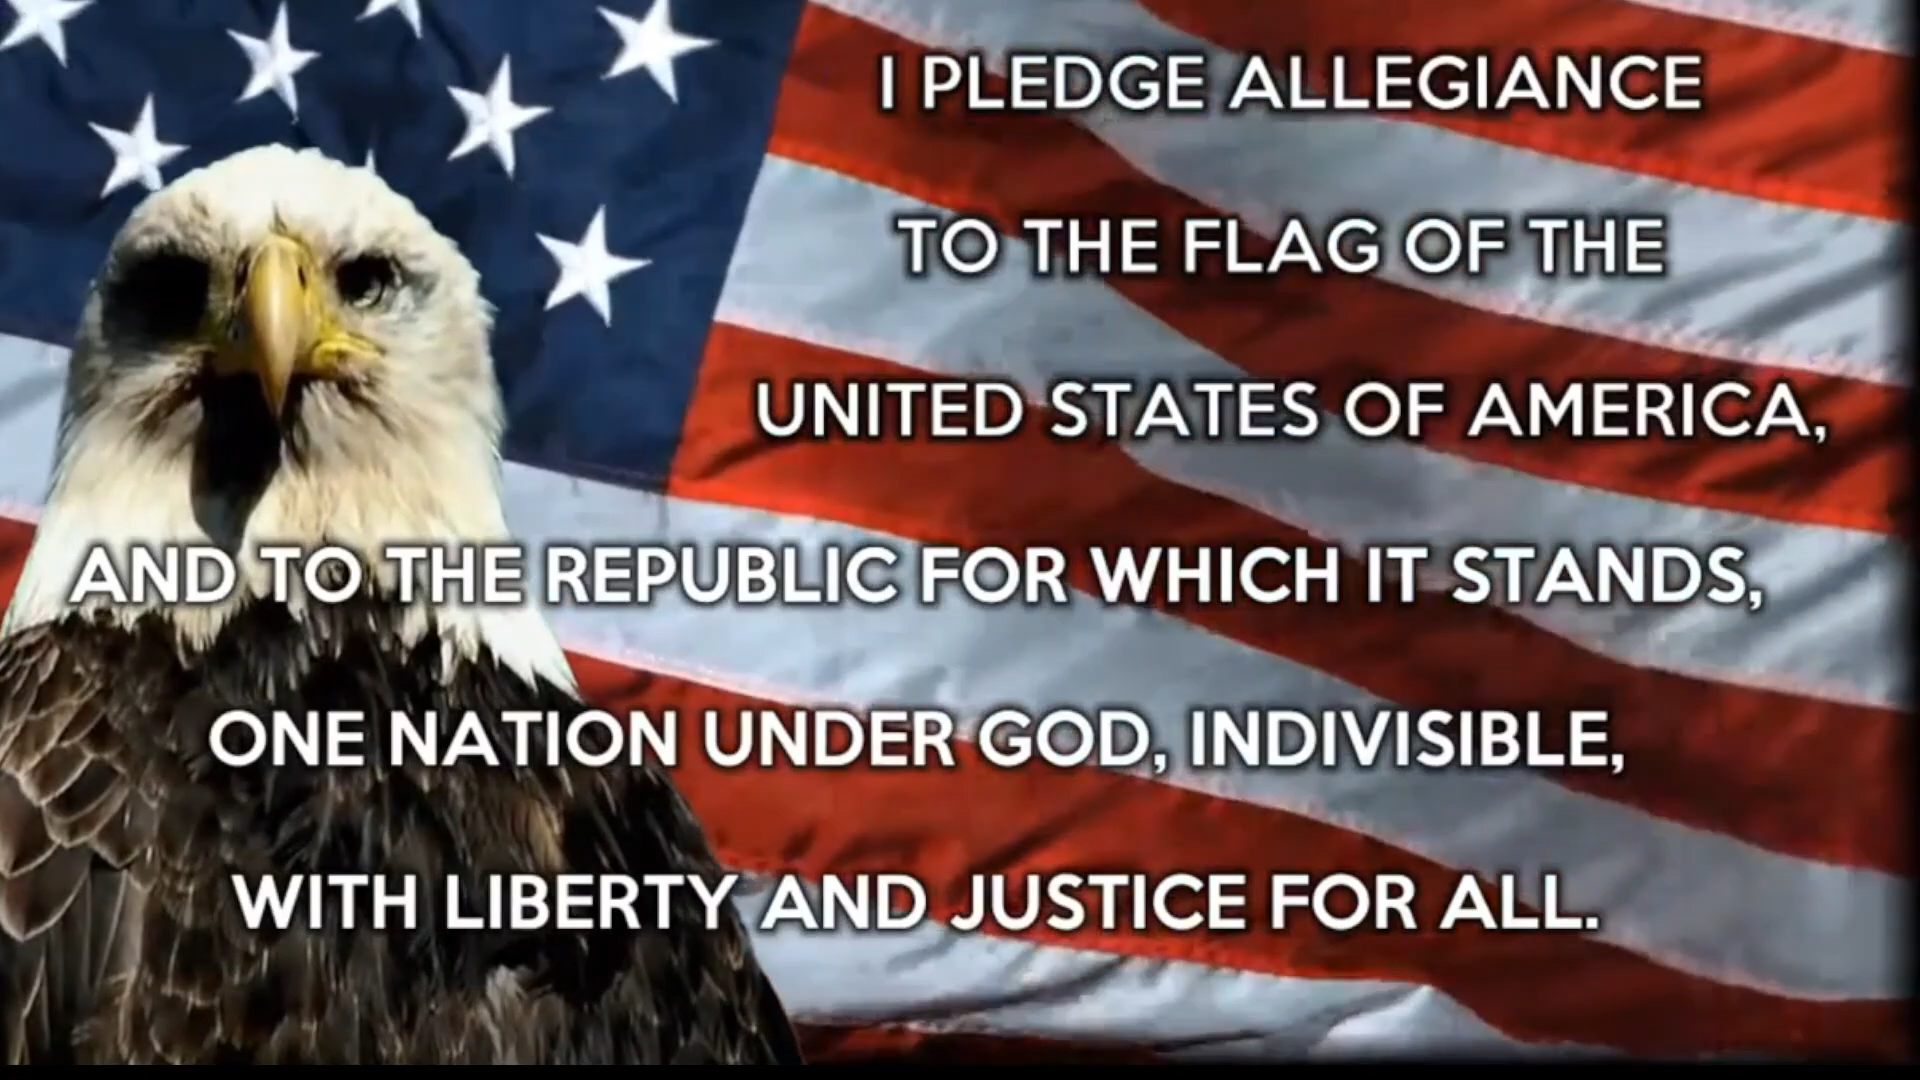 I PLEDGE ALLEGIANCE
TO THE FLAG OF THE
UNITED STATES OF AMERICA,
AND TO THE REPUBLIC FOR WHICH IT STANDS,
ONE NATION UNDER GOD, INDIVISIBLE,
WITH LIBERTY AND JUSTICE FOR ALL.